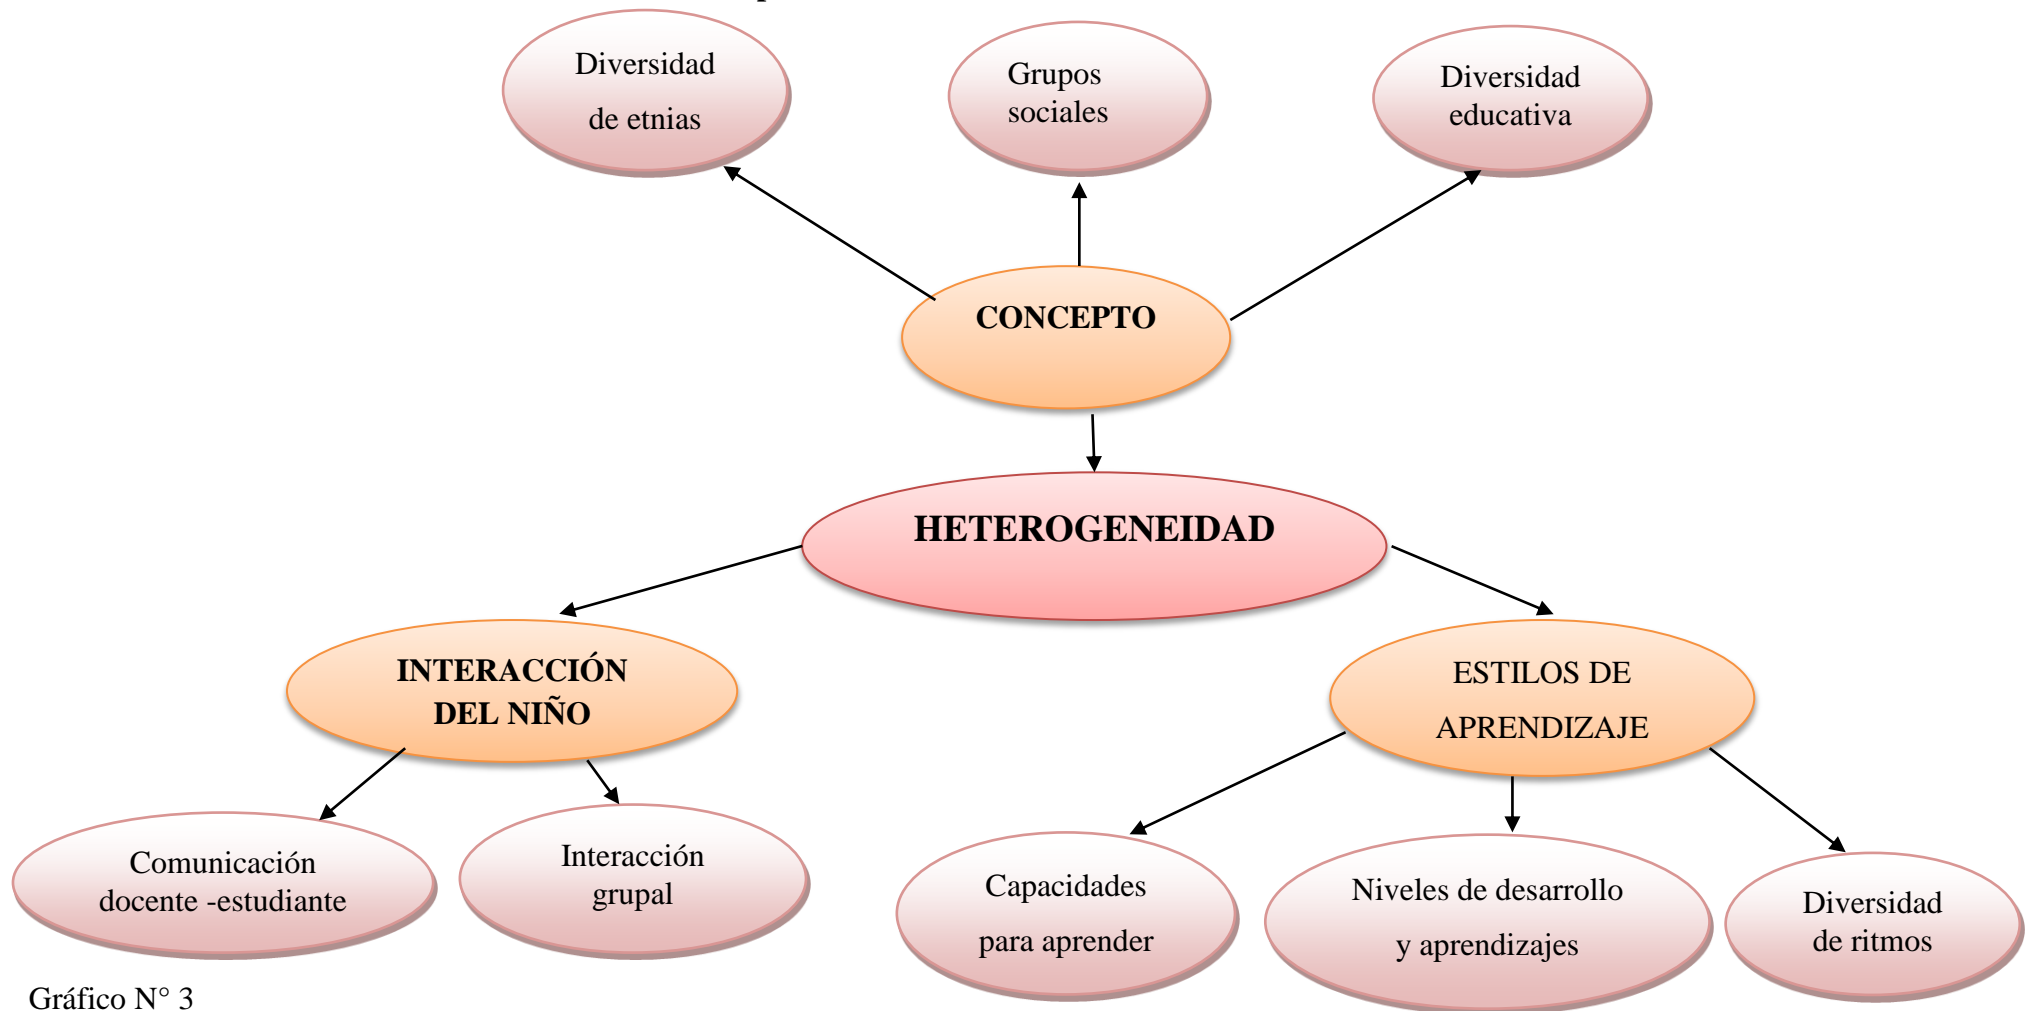 Diversidad
de etnias
Grupos
sociales
Diversidad
educativa
CONCEPTO
HETEROGENEIDAD
INTERACCIÓN
DEL NIÑO
ESTILOS DE
APRENDIZAJE
Comunicación
docente -estudiante
Interacción
grupal
Capacidades
para aprender
Niveles de desarrollo
y aprendizajes
Diversidad
de ritmos
Gráfico N° 3